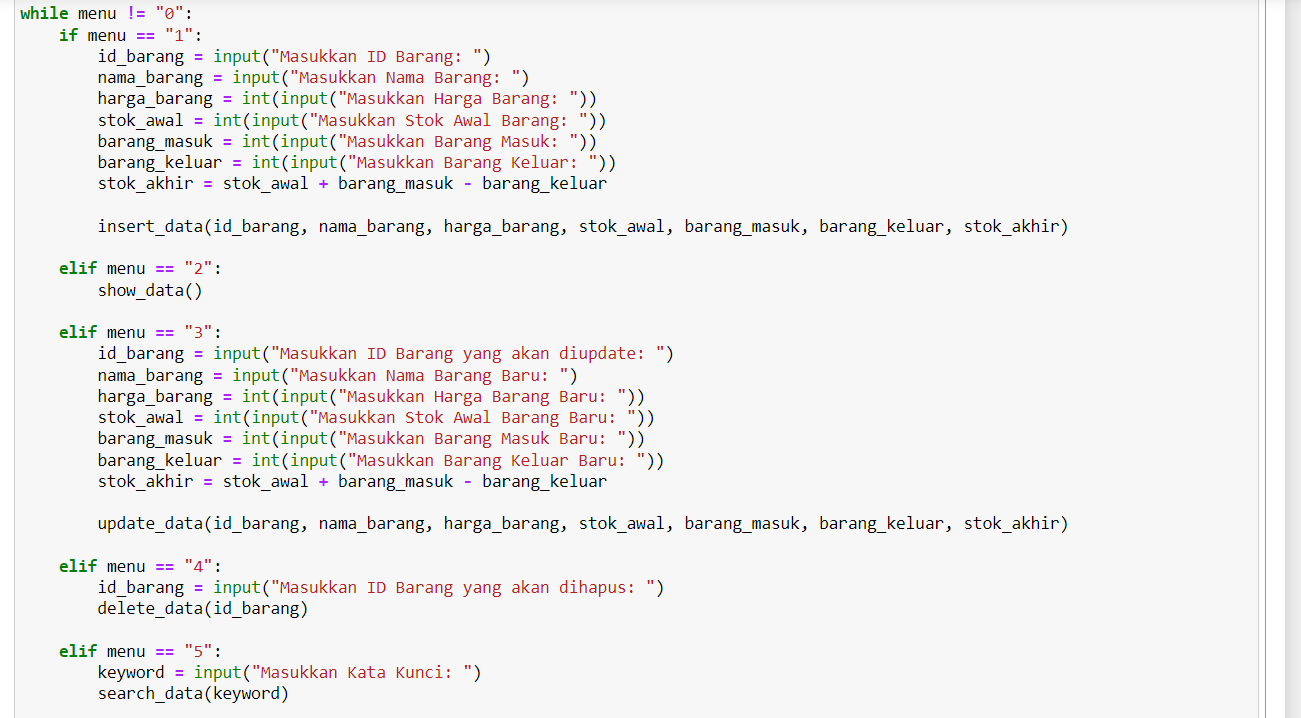 while menu != "0":
    if menu == "1":
        id_barang = input("Masukkan ID Barang: ")
        nama_barang = input("Masukkan Nama Barang: ")
        harga_barang = int(input("Masukkan Harga Barang: "))
        stok_awal = int(input("Masukkan Stok Awal Barang: "))
        barang_masuk = int(input("Masukkan Barang Masuk: "))
        barang_keluar = int(input("Masukkan Barang Keluar: "))
        stok_akhir = stok_awal + barang_masuk - barang_keluar

        insert_data(id_barang, nama_barang, harga_barang, stok_awal, barang_masuk, barang_keluar, stok_akhir)

    elif menu == "2":
        show_data()

    elif menu == "3":
        id_barang = input("Masukkan ID Barang yang akan diupdate: ")
        nama_barang = input("Masukkan Nama Barang Baru: ")
        harga_barang = int(input("Masukkan Harga Barang Baru: "))
        stok_awal = int(input("Masukkan Stok Awal Barang Baru: "))
        barang_masuk = int(input("Masukkan Barang Masuk Baru: "))
        barang_keluar = int(input("Masukkan Barang Keluar Baru: "))
        stok_akhir = stok_awal + barang_masuk - barang_keluar

        update_data(id_barang, nama_barang, harga_barang, stok_awal, barang_masuk, barang_keluar, stok_akhir)

    elif menu == "4":
        id_barang = input("Masukkan ID Barang yang akan dihapus: ")
        delete_data(id_barang)

    elif menu == "5":
        keyword = input("Masukkan Kata Kunci: ")
        search_data(keyword)